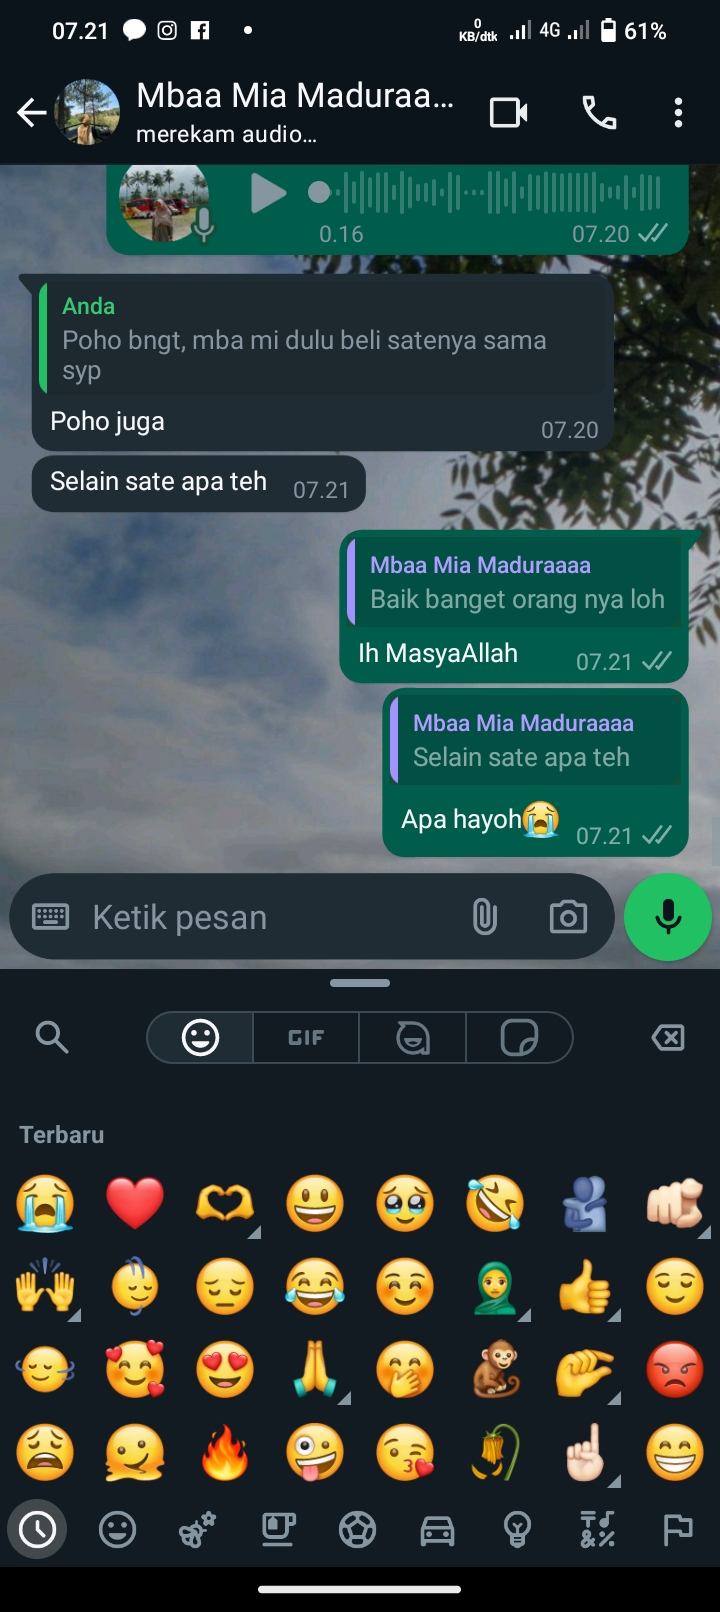 07.21
0
KB/dtk
4G
61%
Mbaa Mia Maduraa...
merekam audio...
0.16
07.20
Anda
Poho bngt, mba mi dulu beli satenya sama
syp
Poho juga
07.20
Selain sate apa teh
07.21
Mbaa Mia Maduraaaa
Baik banget orang nya loh
Ih MasyaAllah
07.21
Mbaa Mia Maduraaaa
Selain sate apa teh
Apa hayoh😭
07.21
Ketik pesan
GIF
Terbaru